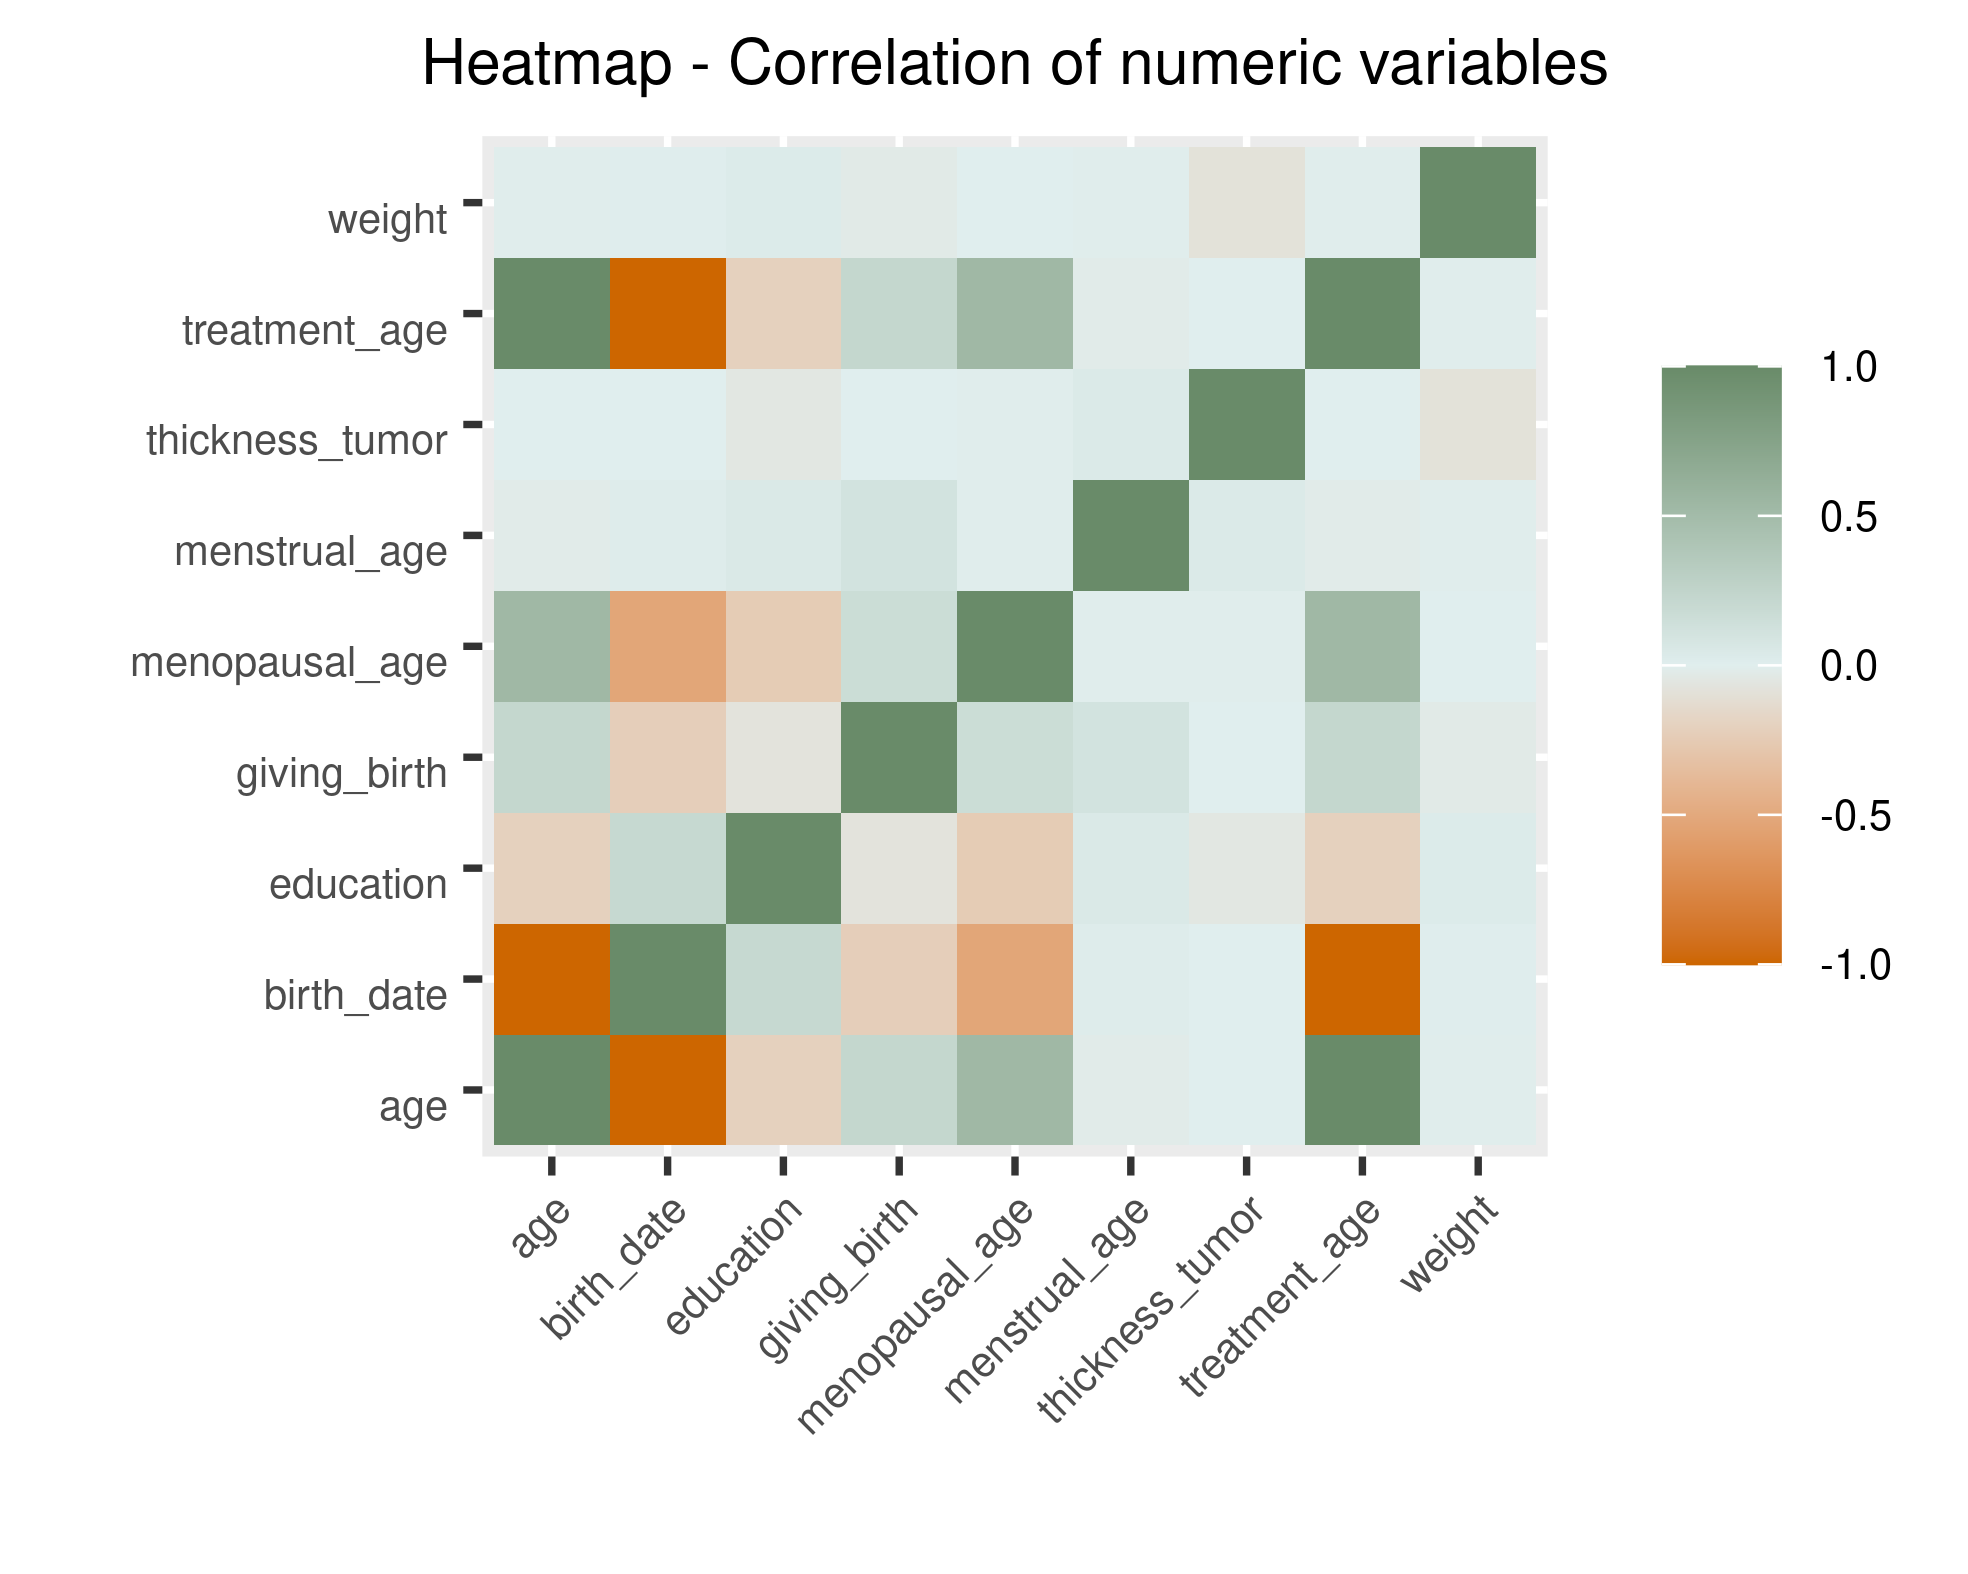 Heatmap - Correlation of numeric variables
weight
treatment_age
thickness_tumor
menstrual_age
menopausal_age
giving_birth
education
birth_date
age
age
birth_date
education
giving_birth
menopausal_age
menstrual_age
thickness_tumor
treatment_age
weight
1.0
0.5
0.0
-0.5
-1.0